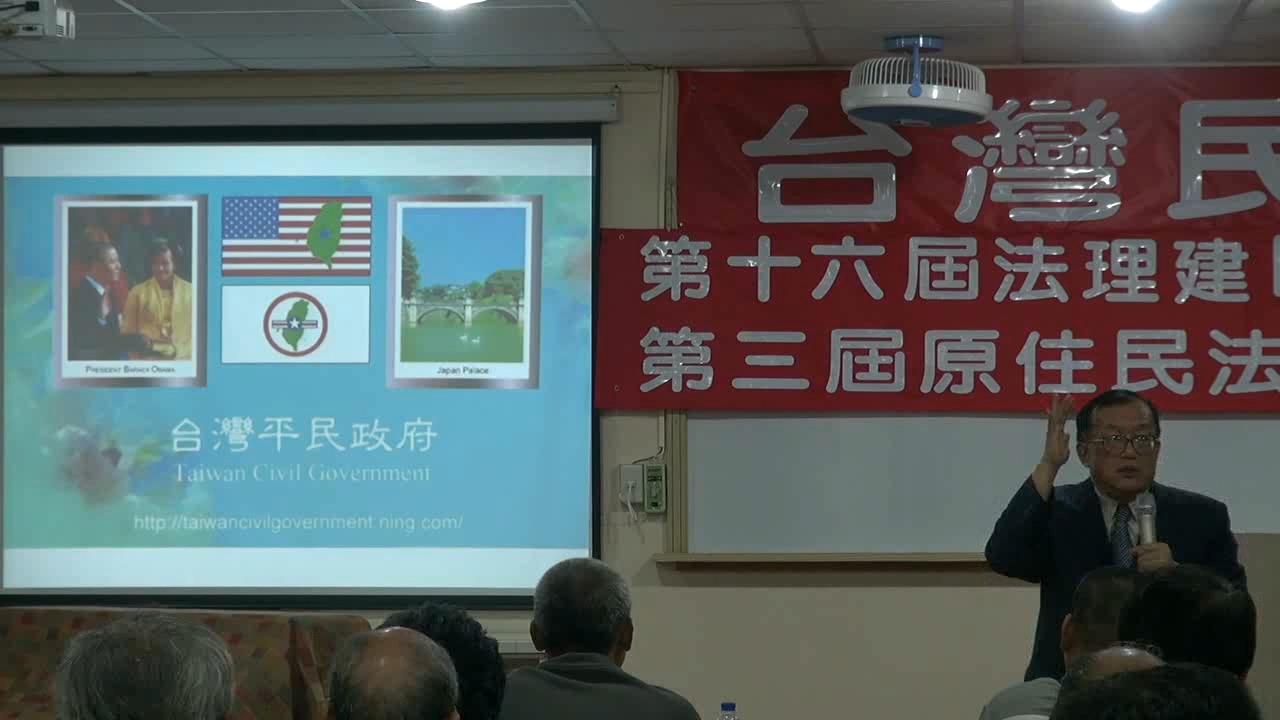 台灣民
第十六屆法理建
第三屆原住民法
PRESIDENT BARACK OBAMA
Japan Palace
台灣平民政府
Taiwan Civil Government
http://taiwancivilgovernment.ning.com/